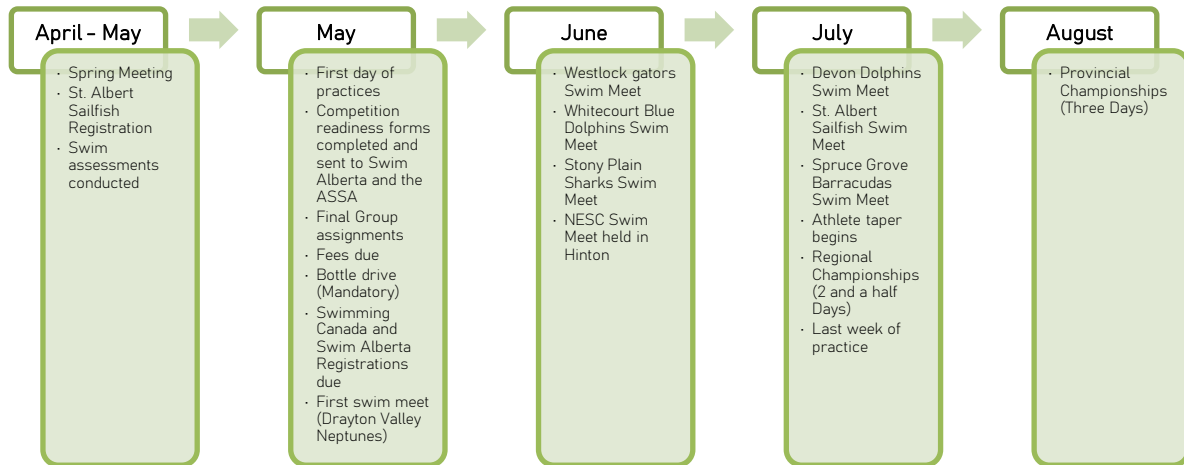 April - May
· Spring Meeting
· St. Albert
Sailfish
Registration
· Swim
assessments
conducted
May
· First day of
practices
· Competition
readiness forms
completed and
sent to Swim
Alberta and the
ASSA
· Final Group
assignments
· Fees due
· Bottle drive
(Mandatory)
· Swimming
Canada and
Swim Alberta
Registrations
due
· First swim meet
(Drayton Valley
Neptunes)
June
· Westlock gators
Swim Meet
· Whitecourt Blue
Dolphins Swim
Meet
· Stony Plain
Sharks Swim
Meet
· NESC Swim
Meet held in
Hinton
July
· Devon Dolphins
Swim Meet
· St. Albert
Sailfish Swim
Meet
· Spruce Grove
Barracudas
Swim Meet
· Athlete taper
begins
· Regional
Championships
(2 and a half
Days)
· Last week of
practice
August
· Provincial
Championships
(Three Days)